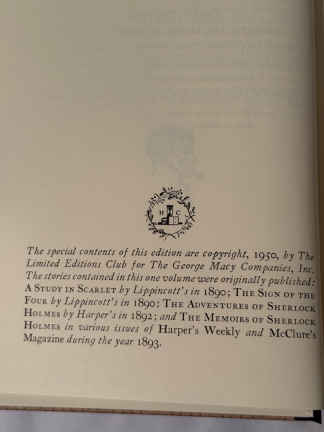 H C
The special contents of this edition are copyright, 1950, by The
Limited Editions Club for The George Macy Companies, Inc.
The stories contained in this one volume were originally published:
A STUDY IN SCARLET by Lippincott's in 1890; THE SIGN OF THE
FOUR by Lippincott's in 1890; THE ADVENTURES OF SHERLOCK
HOLMES by Harper's in 1892; and THE MEMOIRS OF SHERLOCK
HOLMES in various issues of Harper's Weekly and McClure's
Magazine during the year 1893.